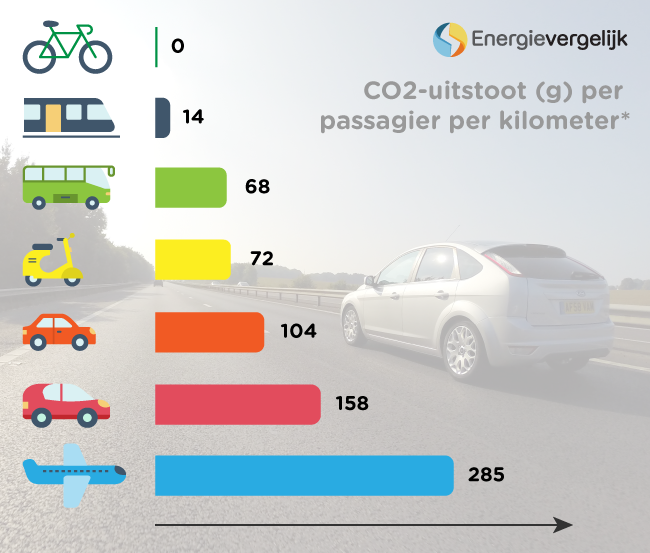 0
Energievergelijk
CO2-uitstoot (g) per
passagier per kilometer*
14
68
72
104
158
285